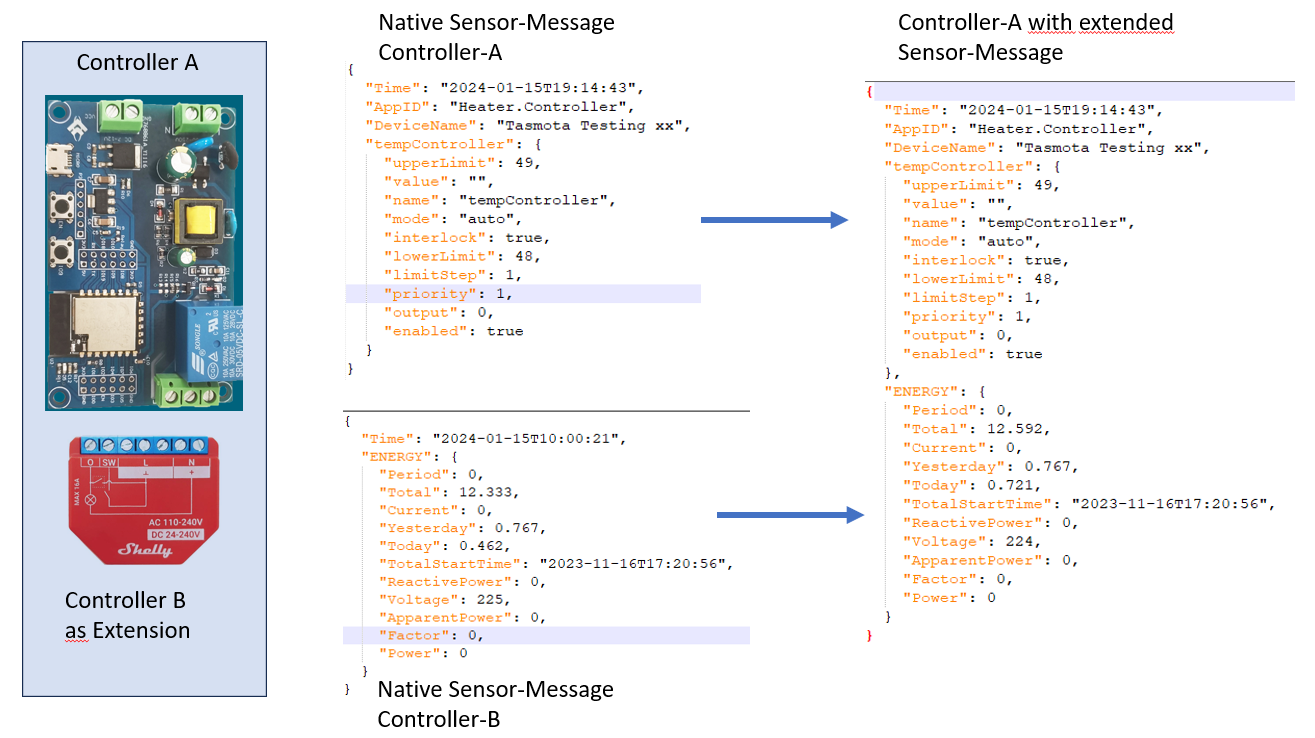 Controller A
VCC
N
O SW L N
⊥ +
MAX 16A
AC 110-240V
DC 24-240V
Shelly
Controller B
as Extension
Native Sensor-Message
Controller-A
{
"Time": "2024-01-15T19:14:43",
"AppID": "Heater.Controller",
"DeviceName": "Tasmota Testing xx",
"tempController": {
"upperLimit": 49,
"value": "",
"name": "tempController",
"mode": "auto",
"interlock": true,
"lowerLimit": 48,
"limitStep": 1,
"priority": 1,
"output": 0,
"enabled": true
}
}
{
"Time": "2024-01-15T10:00:21",
"ENERGY": {
"Period": 0,
"Total": 12.333,
"Current": 0,
"Yesterday": 0.767,
"Today": 0.462,
"TotalStartTime": "2023-11-16T17:20:56",
"ReactivePower": 0,
"Voltage": 225,
"ApparentPower": 0,
"Factor": 0,
"Power": 0
}
}
Native Sensor-Message
Controller-B
Controller-A with extended
Sensor-Message
{
"Time": "2024-01-15T19:14:43",
"AppID": "Heater.Controller",
"DeviceName": "Tasmota Testing xx",
"tempController": {
"upperLimit": 49,
"value": "",
"name": "tempController",
"mode": "auto",
"interlock": true,
"lowerLimit": 48,
"limitStep": 1,
"priority": 1,
"output": 0,
"enabled": true
},
"ENERGY": {
"Period": 0,
"Total": 12.592,
"Current": 0,
"Yesterday": 0.767,
"Today": 0.721,
"TotalStartTime": "2023-11-16T17:20:56",
"ReactivePower": 0,
"Voltage": 224,
"ApparentPower": 0,
"Factor": 0,
"Power": 0
}
}